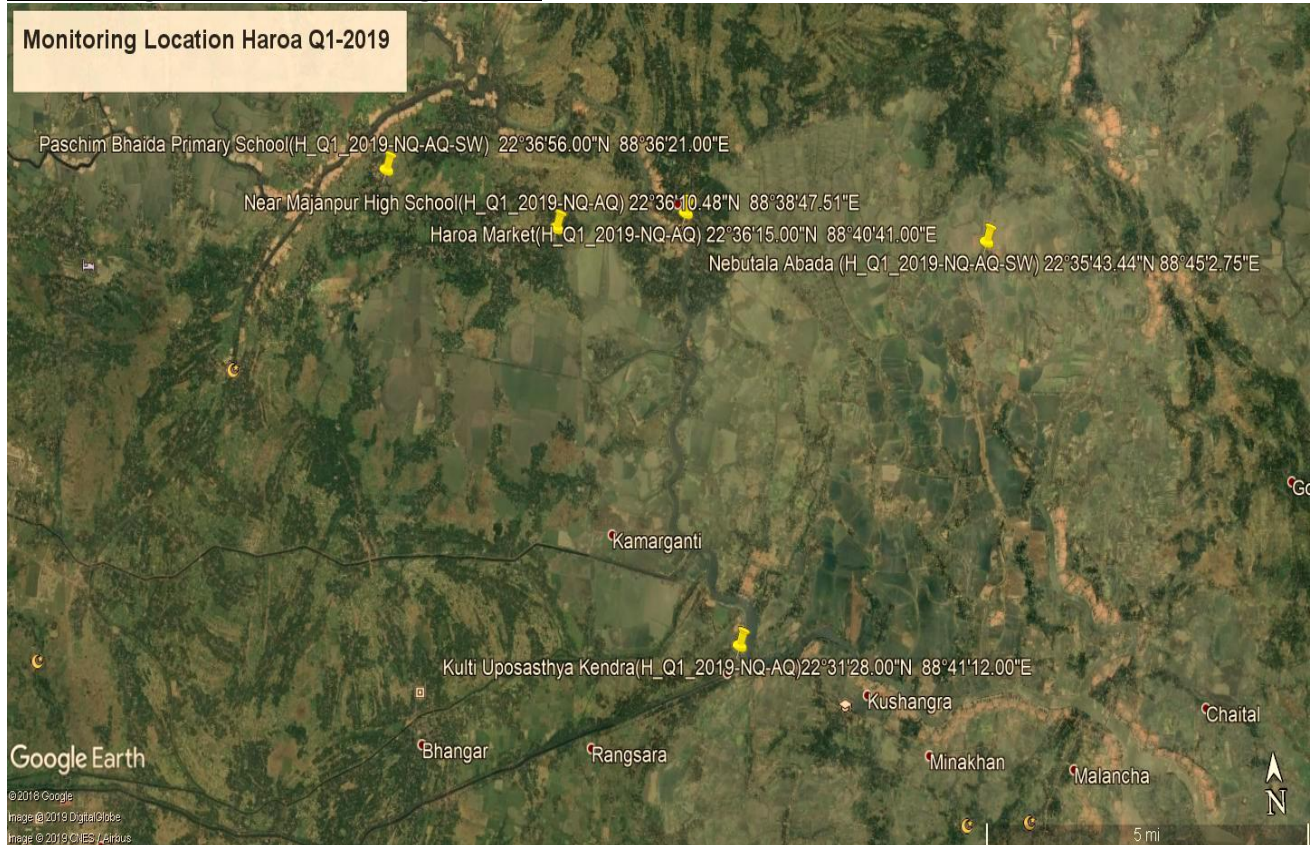 Monitoring Location Haroa Q1-2019
Paschim Bhaida Primary School(H_Q1_2019-NQ-AQ-SW) 22°36'56.00"N 88°36'21.00"E
Near Majanpur High School(H_Q1_2019-NQ-AQ) 22°36'10.48"N 88°38'47.51"E
Haroa Market(H_Q1_2019-NQ-AQ) 22°36'15.00"N 88°40'41.00"E
Nebutala Abada (H_Q1_2019-NQ-AQ-SW) 22°35'43.44"N 88°45'2.75"E
Kamarganti
Kulti Uposasthya Kendra(H_Q1_2019-NQ-AQ)22°31'28.00"N 88°41'12.00"E
Kushangra
Chaital
Bhangar
Rangsara
Minakhan
Malancha
Google Earth
©2018 Google
Image © 2019 DigitalGlobe
Image © 2019 CNES / Airbus
N
5 mi